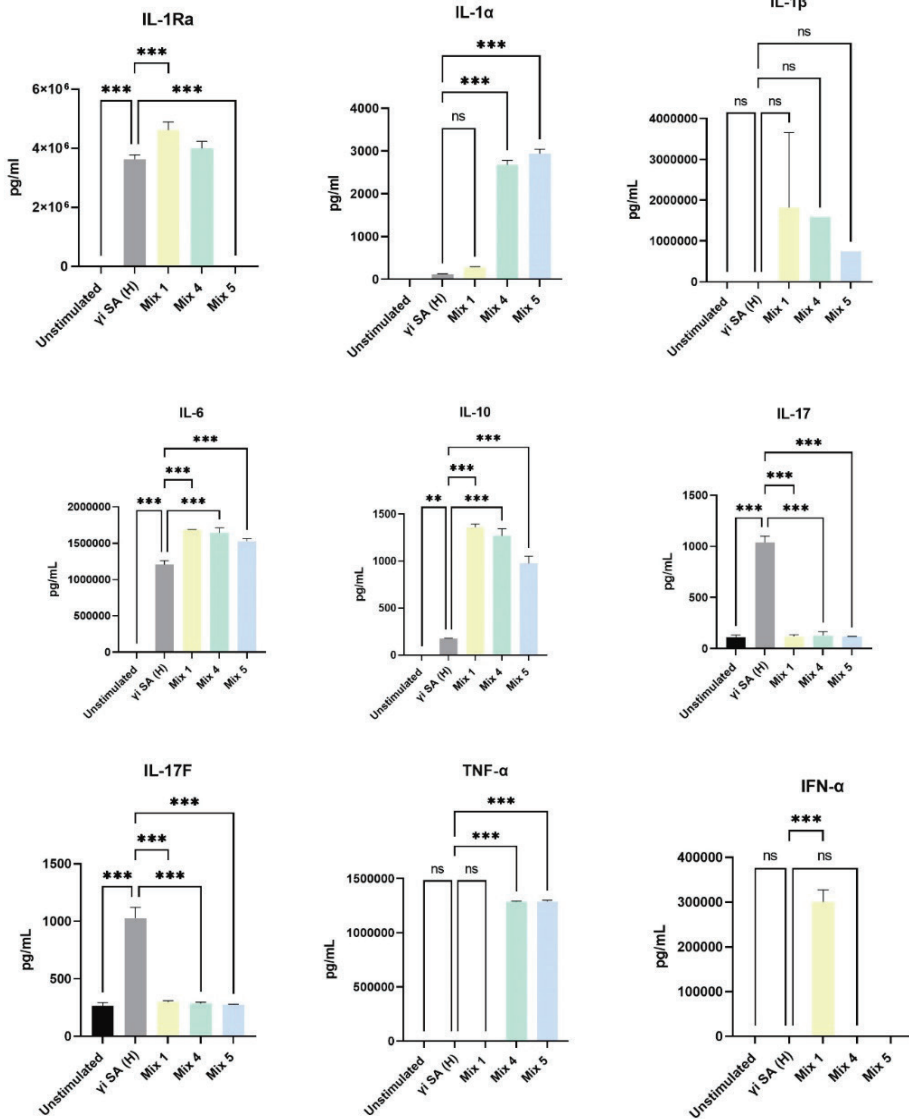 IL-1Ra
***
*** ***
6×10⁶
4×10⁶
2×10⁶
0
pg/ml
Unstimulated
γi SA (H)
Mix 1
Mix 4
Mix 5
IL-1α
***
***
ns
4000
3000
2000
1000
0
pg/ml
Unstimulated
γi SA (H)
Mix 1
Mix 4
Mix 5
IL-1β
ns
ns
ns ns
4000000
3000000
2000000
1000000
0
pg/mL
Unstimulated
γi SA (H)
Mix 1
Mix 4
Mix 5
IL-6
***
***
*** ***
2000000
1500000
1000000
500000
0
pg/mL
Unstimulated
γi SA (H)
Mix 1
Mix 4
Mix 5
IL-10
***
***
** ***
1500
1000
500
0
pg/mL
Unstimulated
γi SA (H)
Mix 1
Mix 4
Mix 5
IL-17
***
***
*** ***
1500
1000
500
0
pg/mL
Unstimulated
γi SA (H)
Mix 1
Mix 4
Mix 5
IL-17F
***
***
*** ***
1500
1000
500
0
pg/mL
Unstimulated
γi SA (H)
Mix 1
Mix 4
Mix 5
TNF-α
***
***
ns ns
1500000
1000000
500000
0
pg/mL
Unstimulated
γi SA (H)
Mix 1
Mix 4
Mix 5
IFN-α
***
ns ns
400000
300000
200000
100000
0
pg/mL
Unstimulated
γi SA (H)
Mix 1
Mix 4
Mix 5